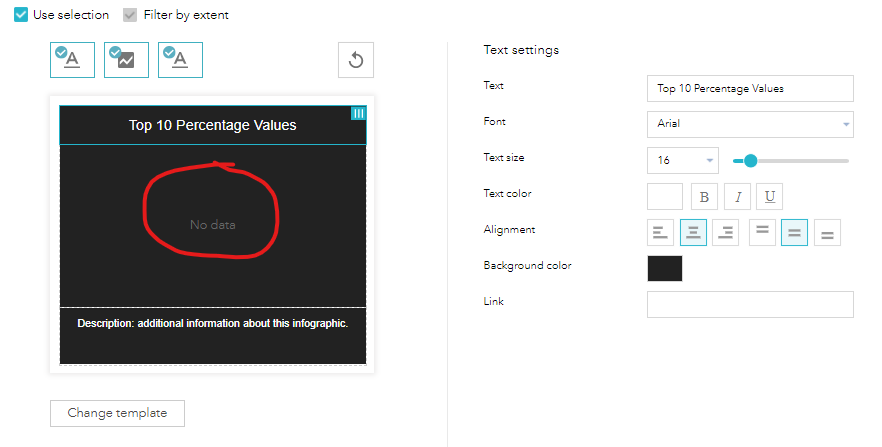 Use selection Filter by extent
A A
Top 10 Percentage Values
No data
Description: additional information about this infographic.
Change template
Text settings
Text Top 10 Percentage Values
Font Arial
Text size 16
Text color B I U
Alignment
Background color
Link